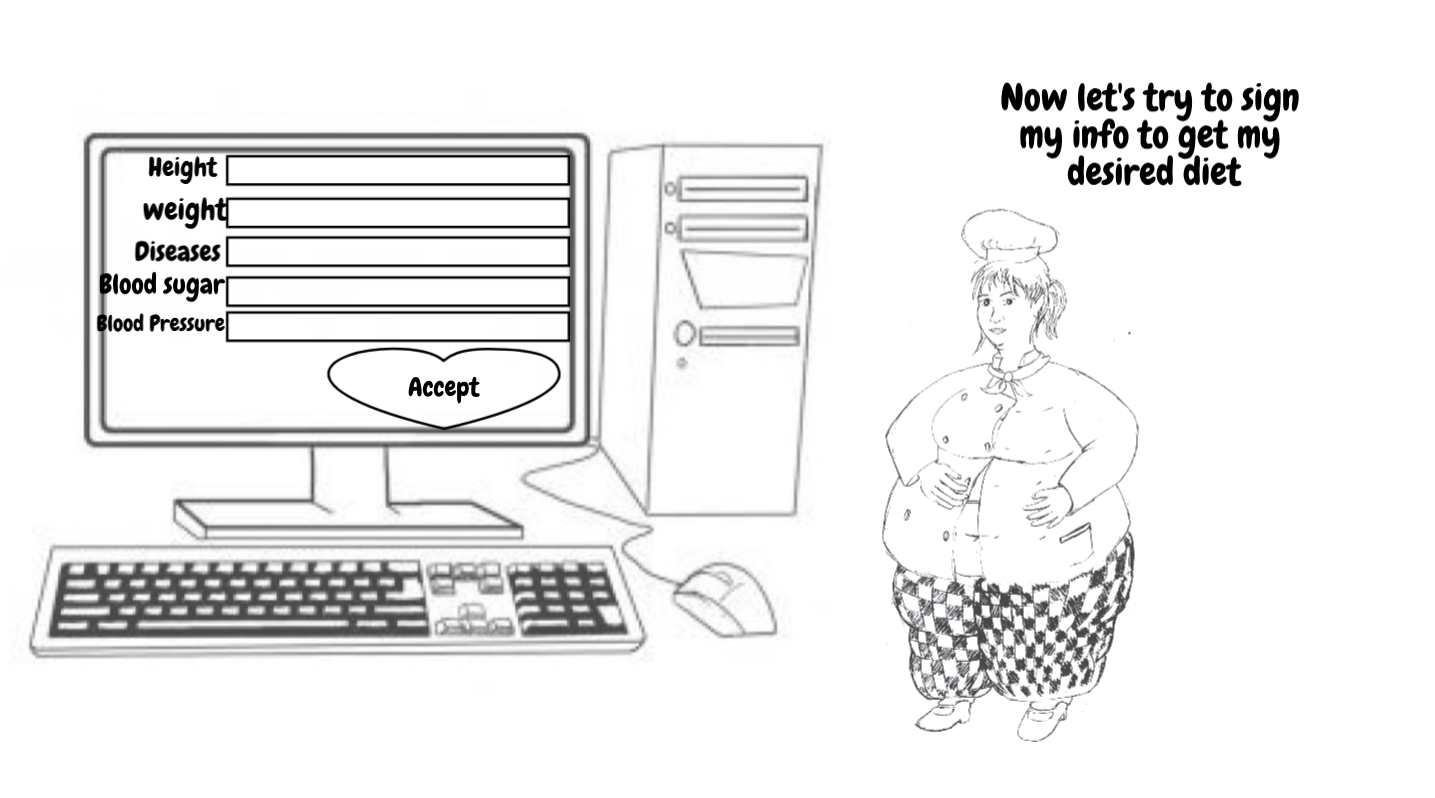 Now let's try to sign
my info to get my
desired diet
Height
weight
Diseases
Blood sugar
Blood Pressure
Accept